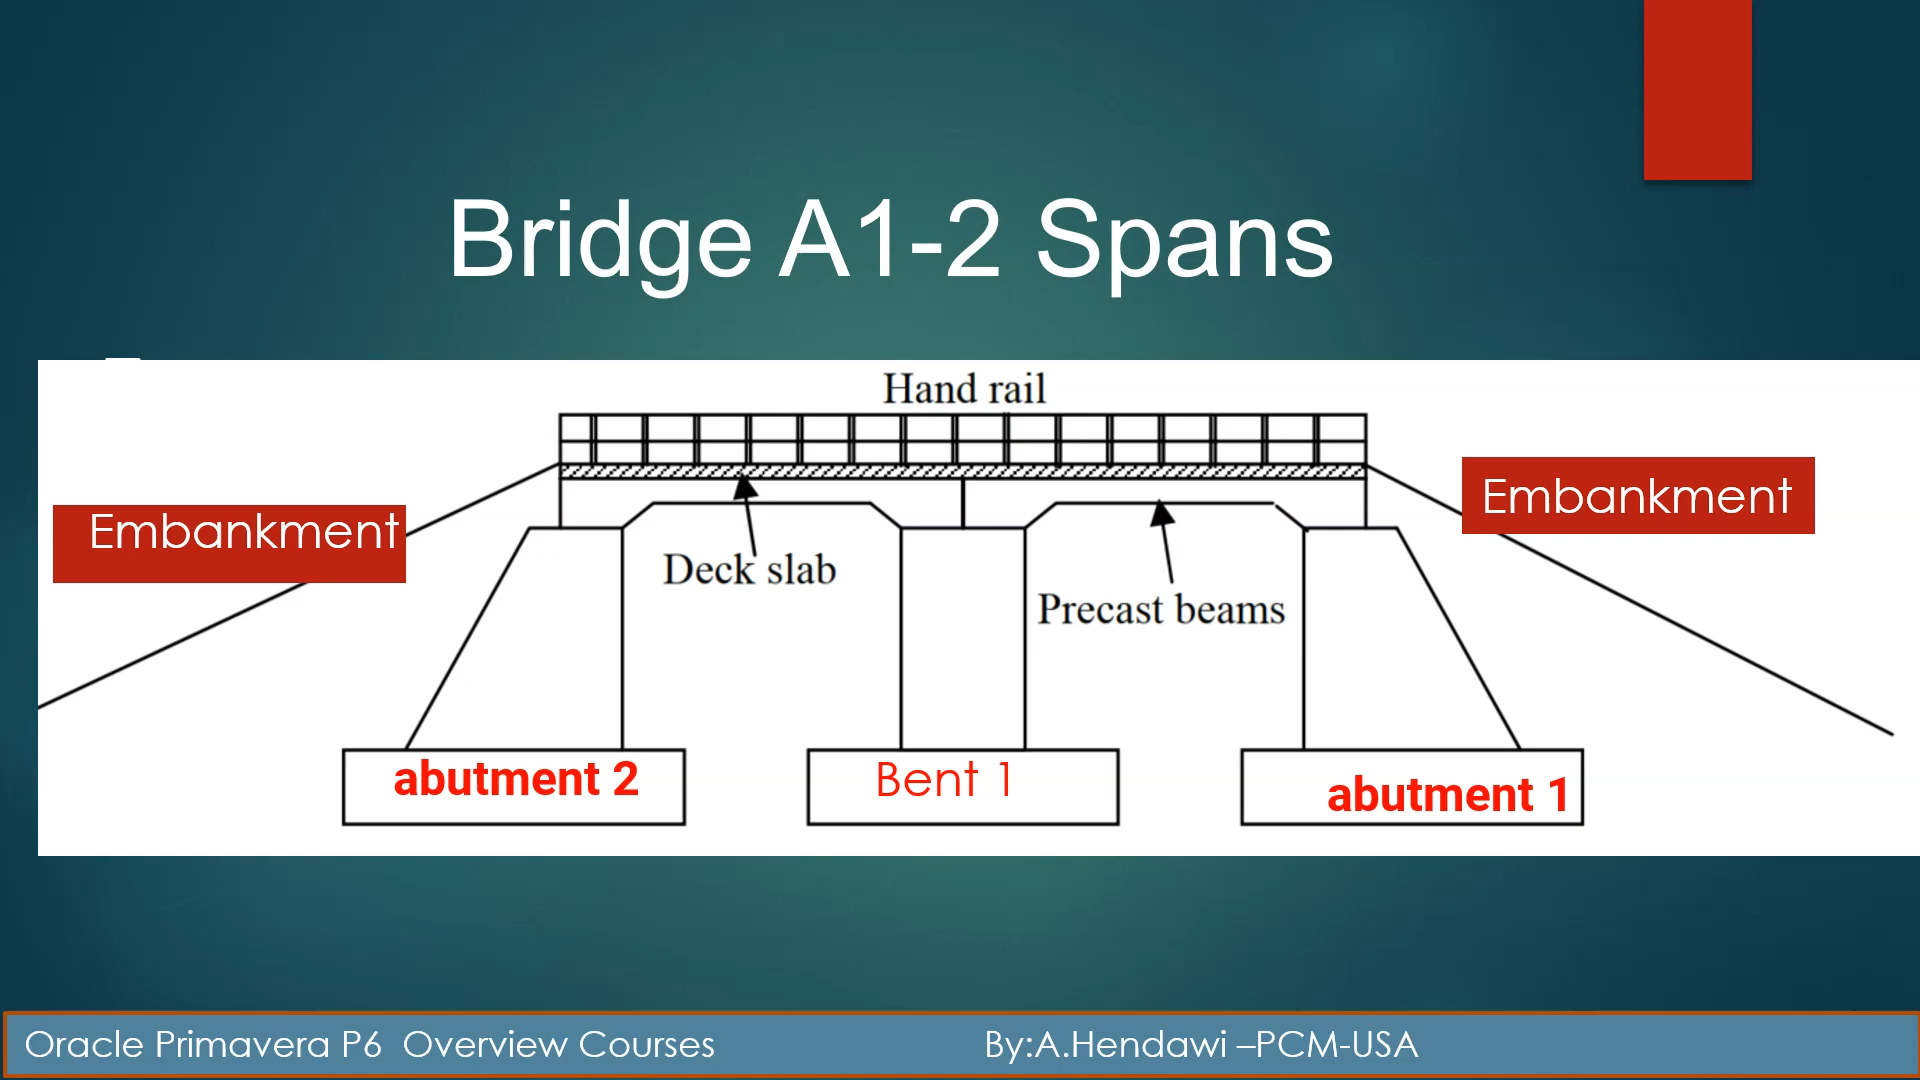 Bridge A1-2 Spans
Hand rail
Embankment
Embankment
Deck slab
Precast beams
abutment 2
Bent 1
abutment 1
Oracle Primavera P6 Overview Courses
By:A.Hendawi –PCM-USA